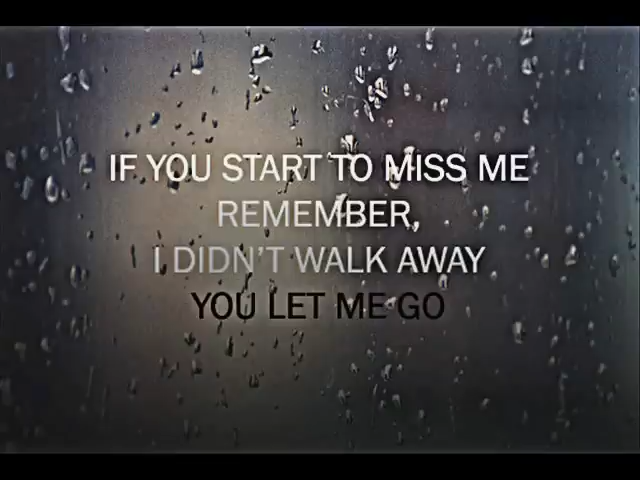 IF YOU START TO MISS ME
REMEMBER,
I DIDN'T WALK AWAY
YOU LET ME GO